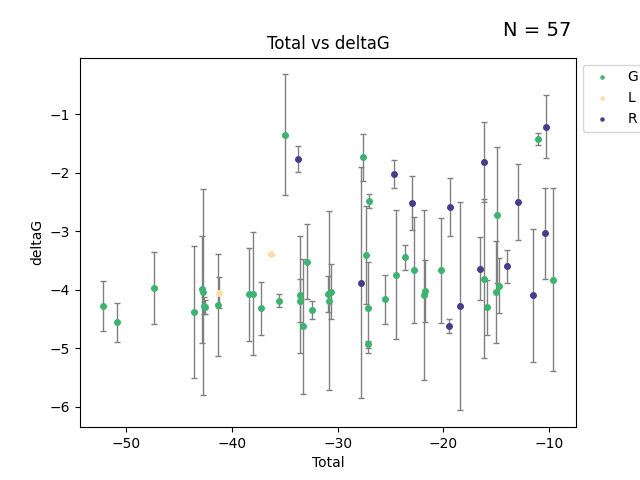 N = 57
Total vs deltaG
G
L
R
deltaG
−1
−2
−3
−4
−5
−6
−50 −40 −30 −20 −10
Total